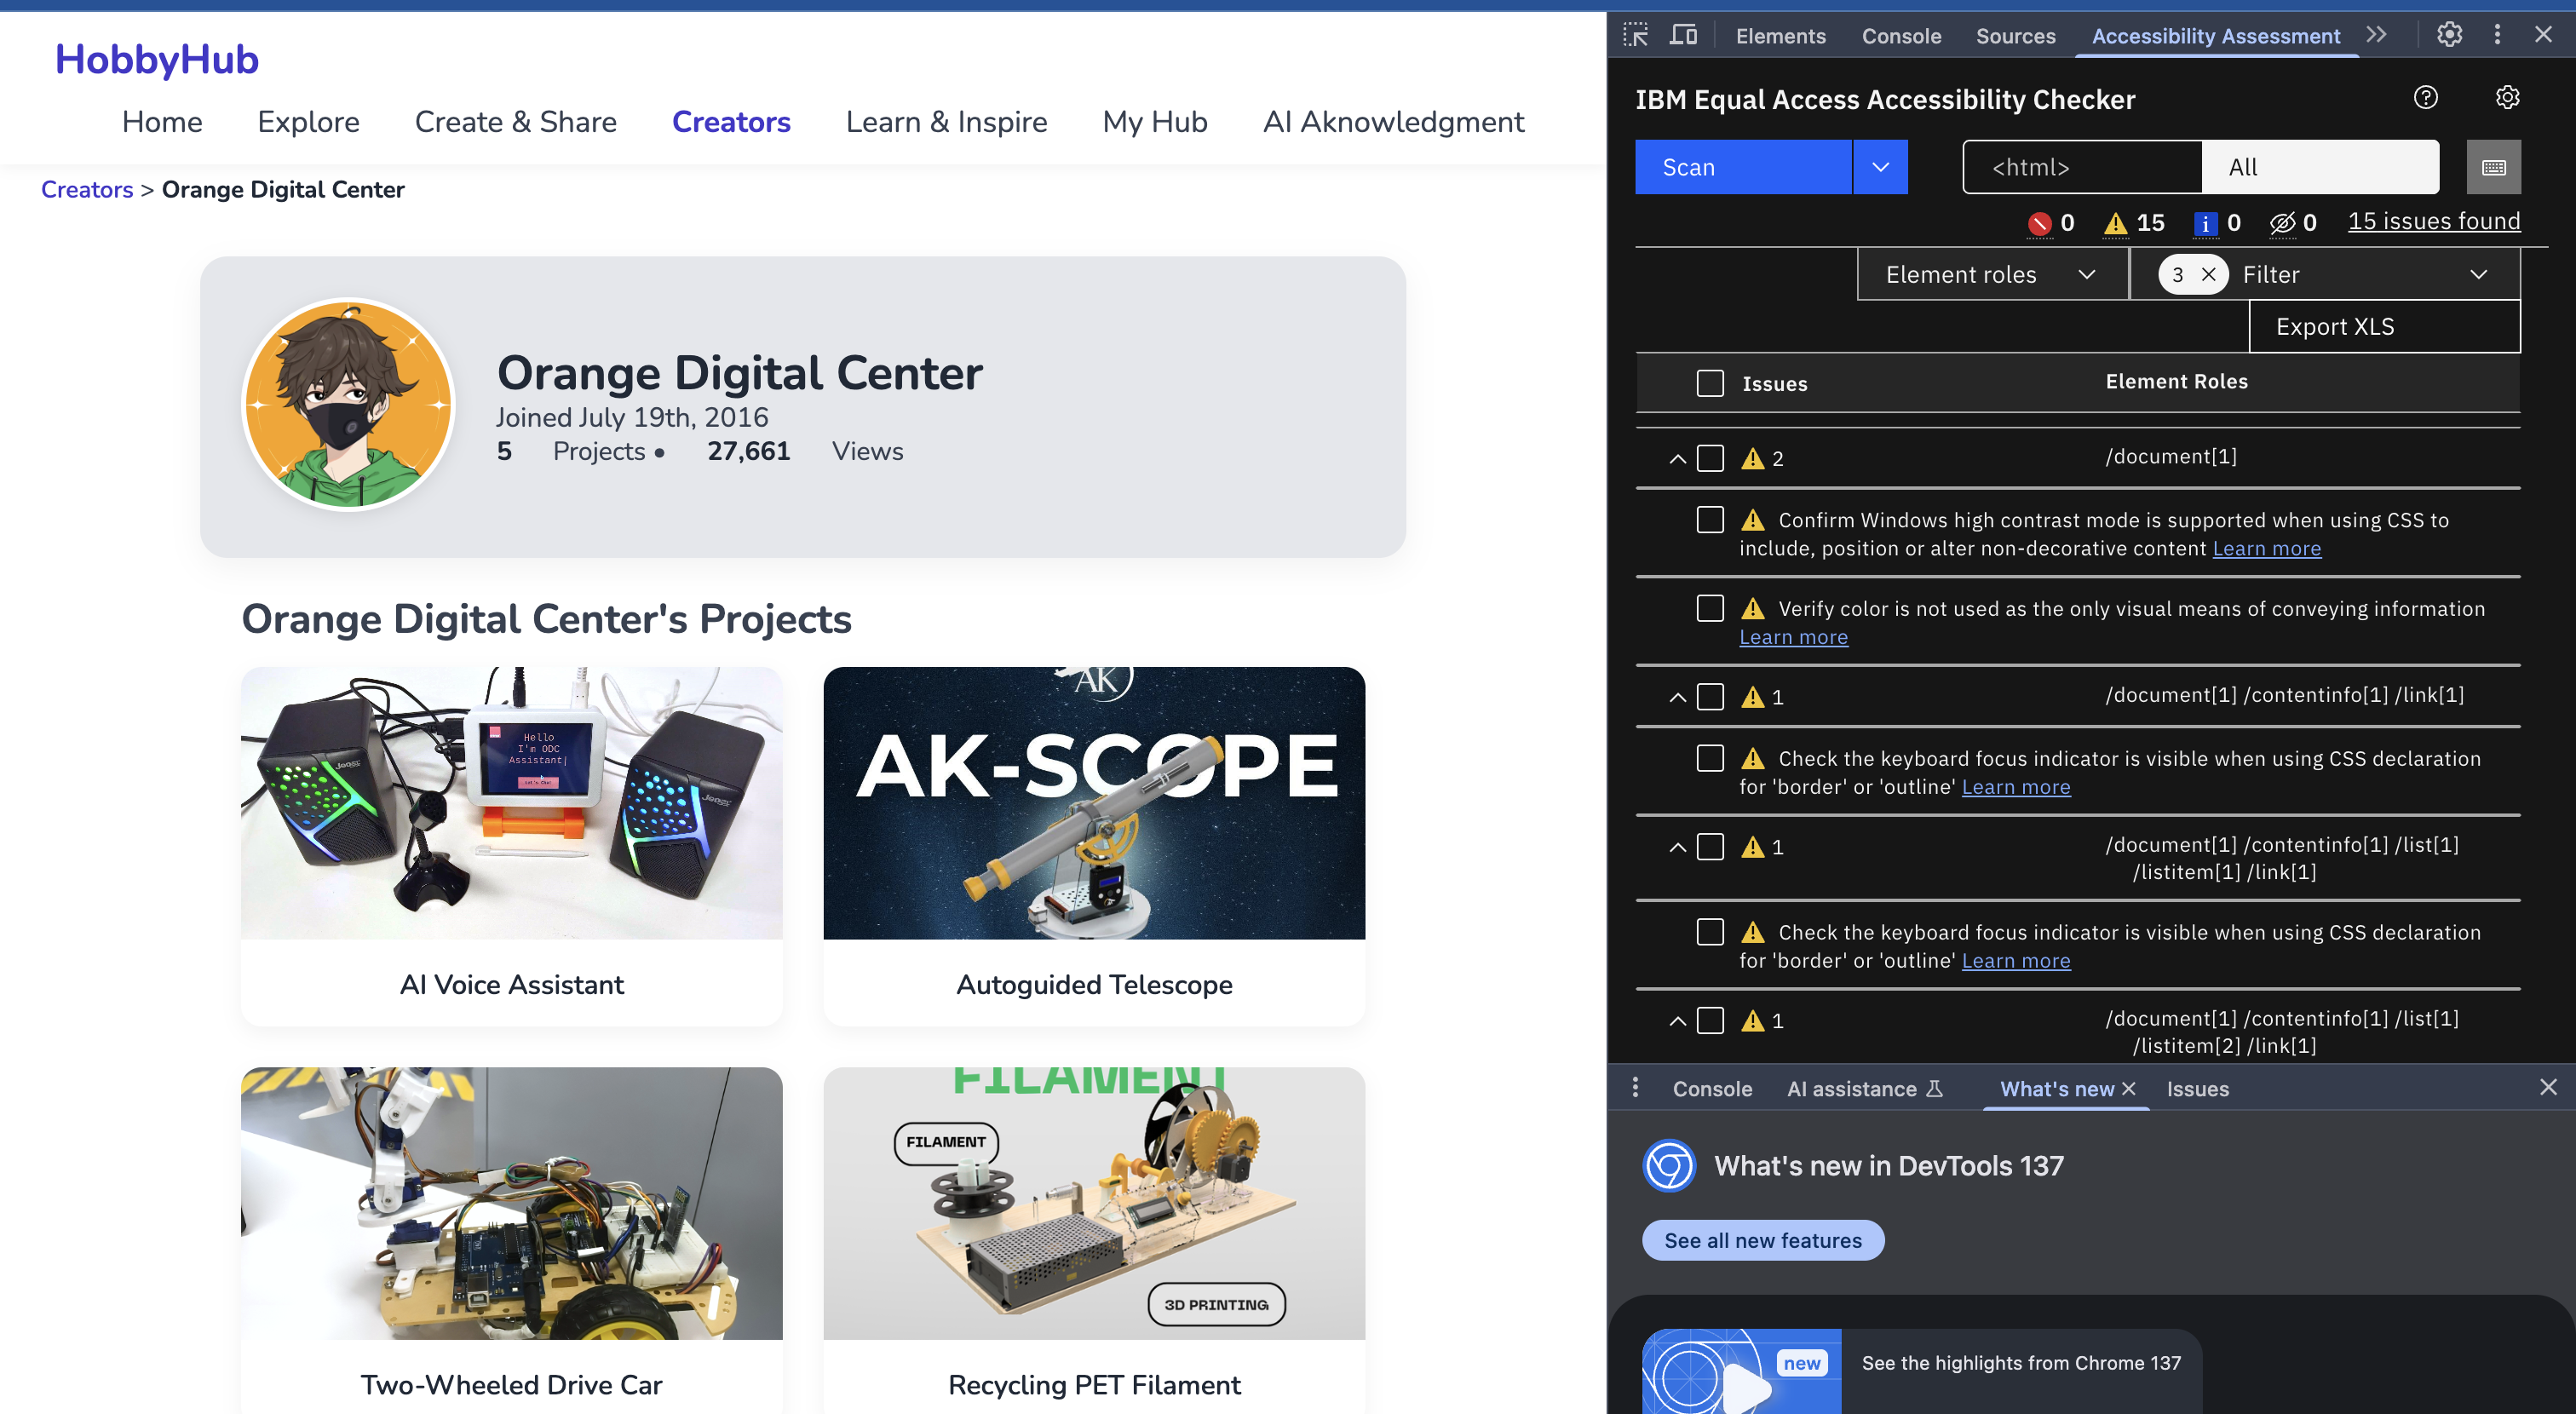 HobbyHub
Home Explore Create & Share Creators Learn & Inspire My Hub AI Aknowledgment
Creators > Orange Digital Center
Orange Digital Center
Joined July 19th, 2016
5 Projects • 27,661 Views
Orange Digital Center's Projects
Hello
I'm ODC
Assistant|
AI Voice Assistant
AK
AK-SCOPE
Autoguided Telescope
Two-Wheeled Drive Car
FILAMENT
FILAMENT
3D PRINTING
Recycling PET Filament
Elements Console Sources Accessibility Assessment
IBM Equal Access Accessibility Checker
Scan <html> All
0 15 i 0 0 15 issues found
Element roles 3 Filter
Export XLS
Issues Element Roles
2 /document[1]
Confirm Windows high contrast mode is supported when using CSS to
include, position or alter non-decorative content Learn more
Verify color is not used as the only visual means of conveying information
Learn more
1 /document[1] /contentinfo[1] /link[1]
Check the keyboard focus indicator is visible when using CSS declaration
for 'border' or 'outline' Learn more
1 /document[1] /contentinfo[1] /list[1]
/listitem[1] /link[1]
Check the keyboard focus indicator is visible when using CSS declaration
for 'border' or 'outline' Learn more
1 /document[1] /contentinfo[1] /list[1]
/listitem[2] /link[1]
Console AI assistance What's new Issues
What's new in DevTools 137
See all new features
new
See the highlights from Chrome 137